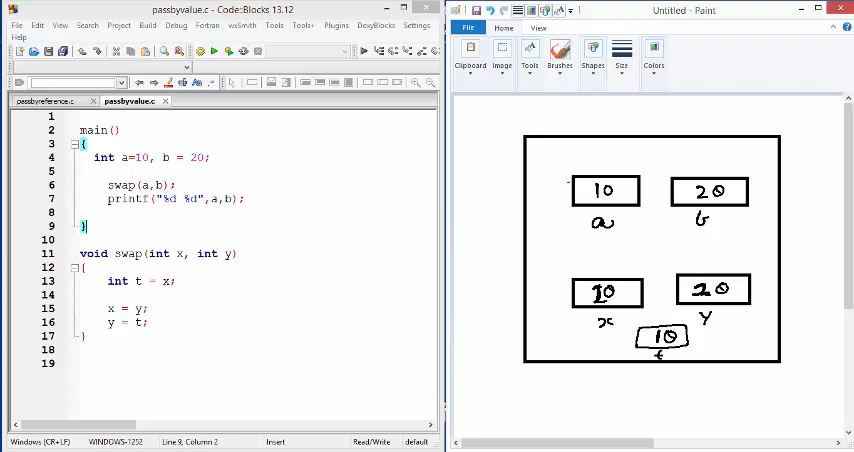 passbyvalue.c - Code::Blocks 13.12
File Edit View Search Project Build Debug Fortran wxSmith Tools Tools+ Plugins DoxyBlocks Settings
Help
passbyreference.c passbyvalue.c
1
2 main()
3 {
4 int a=10, b = 20;
5
6 swap(a,b);
7 printf("%d %d",a,b);
8
9 }
10
11 void swap(int x, int y)
12 {
13 int t = x;
14
15 x = y;
16 y = t;
17 }
18
19
Windows (CR+LF) WINDOWS-1252 Line 9, Column 2 Insert Read/Write default
Untitled - Paint
File Home View
Clipboard Image Tools Brushes Shapes Size Colors
10 20
a b
10 20
x y
10
t